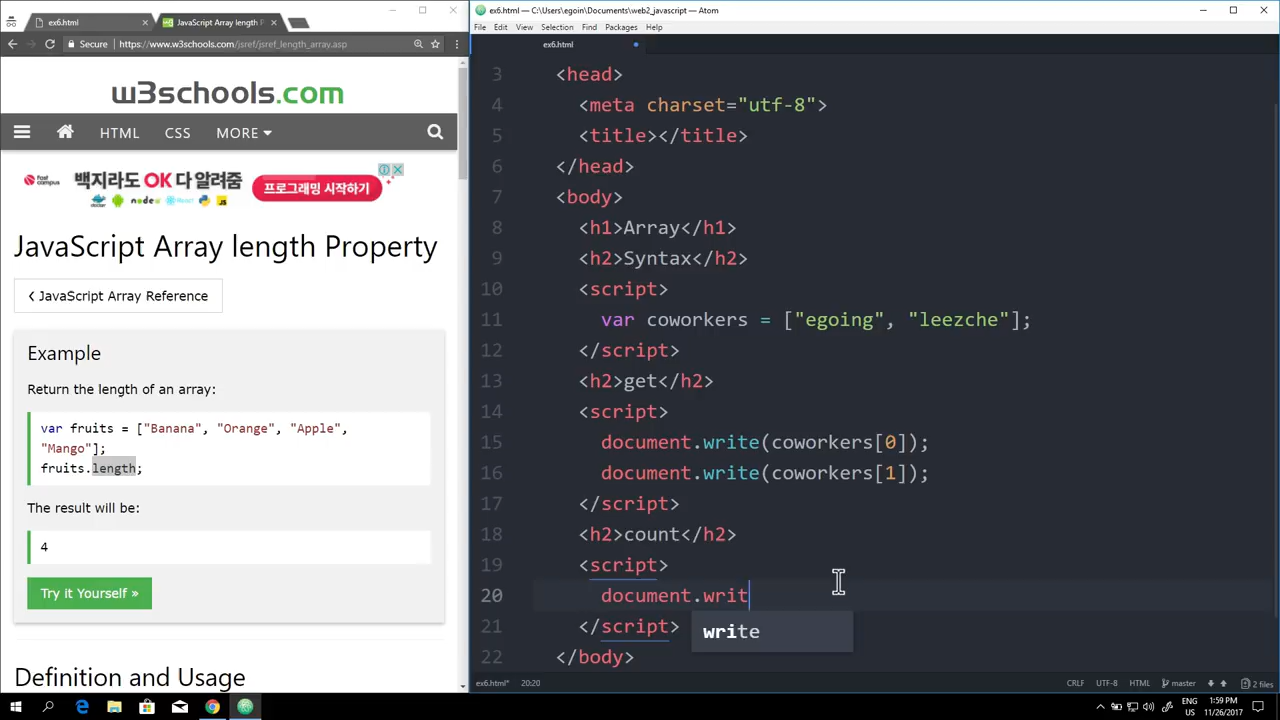 ex6.html
JavaScript Array length P
Secure
https://www.w3schools.com/jsref/jsref_length_array.asp
w3schools.com
HTML CSS MORE
fast campus
백지라도 OK 다 알려줌
프로그래밍 시작하기
JavaScript Array length Property
❮ JavaScript Array Reference
Example
Return the length of an array:
var fruits = ["Banana", "Orange", "Apple",
"Mango"];
fruits.length;
The result will be:
4
Try it Yourself »
Definition and Usage
ex6.html — C:\Users\egoin\Documents\web2_javascript — Atom
File Edit View Selection Find Packages Help
ex6.html
3 <head>
4 <meta charset="utf-8">
5 <title></title>
6 </head>
7 <body>
8 <h1>Array</h1>
9 <h2>Syntax</h2>
10 <script>
11 var coworkers = ["egoing", "leezche"];
12 </script>
13 <h2>get</h2>
14 <script>
15 document.write(coworkers[0]);
16 document.write(coworkers[1]);
17 </script>
18 <h2>count</h2>
19 <script>
20 document.writ
write
21 </script>
22 </body>
ex6.html* 20:20
CRLF UTF-8 HTML master 2 files
ENG
US
1:59 PM
11/26/2017